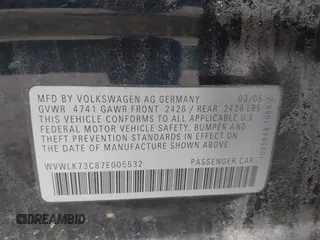 MFD BY VOLKSWAGEN AG GERMANY 03/06
GVWR 4741 GAWR FRONT 2426 / REAR 2426 LBS
THIS VEHICLE CONFORMS TO ALL APPLICABLE U.S
FEDERAL MOTOR VEHICLE SAFETY, BUMPER AND
THEFT PREVENTION STANDARDS IN EFFECT ON
THE DATE OF MANUFACTURE SHOWN ABOVE
WVWLK73C87E005532 PASSENGER CAR
DREAMBID